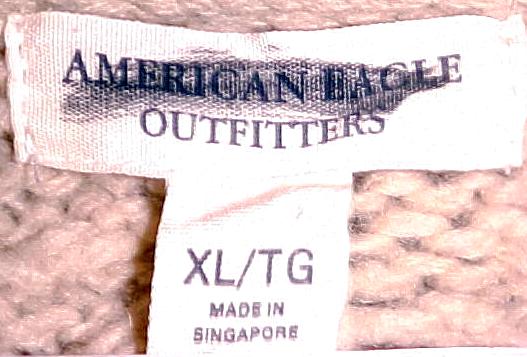 AMERICAN EAGLE
OUTFITTERS
XL/TG
MADE IN
SINGAPORE